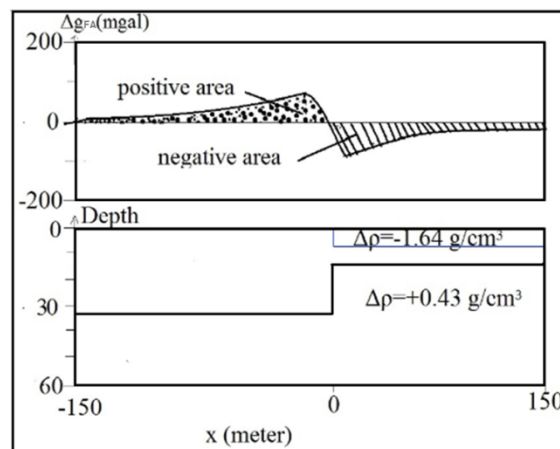 Δg_FA(mgal)
200
positive area
0
negative area
-200
Depth
0
Δρ=-1.64 g/cm³
Δρ=+0.43 g/cm³
30
60
-150
0
150
x (meter)